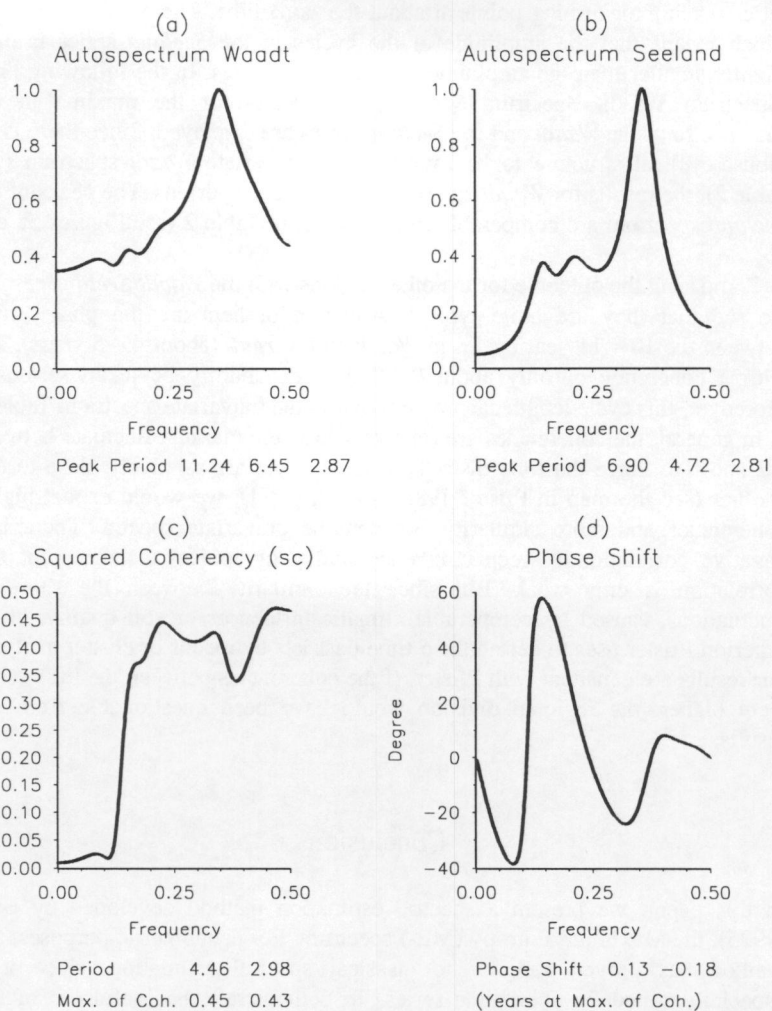 (a)
Autospectrum Waadt
1.0
0.8
0.6
0.4
0.2
0.0
0.00 0.25 0.50
Frequency
Peak Period 11.24 6.45 2.87
(b)
Autospectrum Seeland
1.0
0.8
0.6
0.4
0.2
0.0
0.00 0.25 0.50
Frequency
Peak Period 6.90 4.72 2.81
(c)
Squared Coherency (sc)
0.50
0.45
0.40
0.35
0.30
0.25
0.20
0.15
0.10
0.05
0.00
0.00 0.25 0.50
Frequency
Period 4.46 2.98
Max. of Coh. 0.45 0.43
(d)
Phase Shift
Degree
60
40
20
0
−20
−40
0.00 0.25 0.50
Frequency
Phase Shift 0.13 −0.18
(Years at Max. of Coh.)